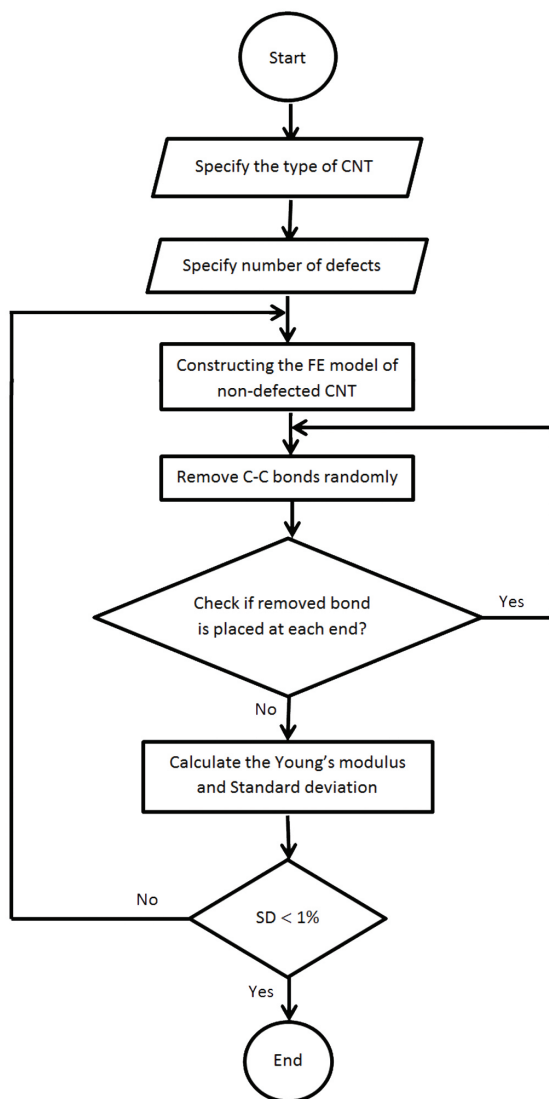 Start
Specify the type of CNT
Specify number of defects
Constructing the FE model of
non-defected CNT
Remove C-C bonds randomly
Check if removed bond
is placed at each end?
Yes
No
Calculate the Young's modulus
and Standard deviation
No
SD < 1%
Yes
End